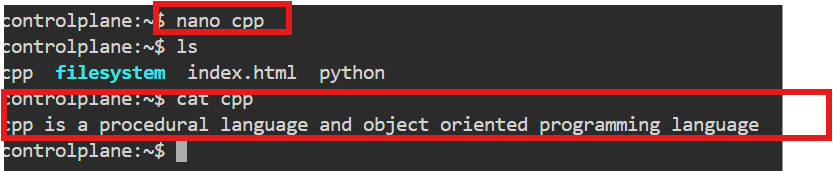 controlplane:~$ nano cpp
controlplane:~$ ls
cpp  filesystem  index.html  python
controlplane:~$ cat cpp
cpp is a procedural language and object oriented programming language
controlplane:~$